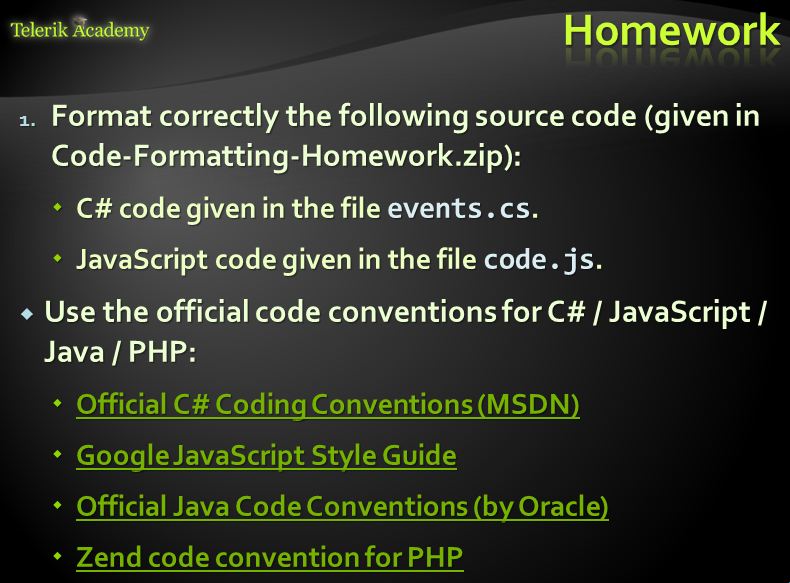 Telerik Academy
Homework
1. Format correctly the following source code (given in
Code-Formatting-Homework.zip):
C# code given in the file events.cs.
JavaScript code given in the file code.js.
Use the official code conventions for C# / JavaScript /
Java / PHP:
Official C# Coding Conventions (MSDN)
Google JavaScript Style Guide
Official Java Code Conventions (by Oracle)
Zend code convention for PHP